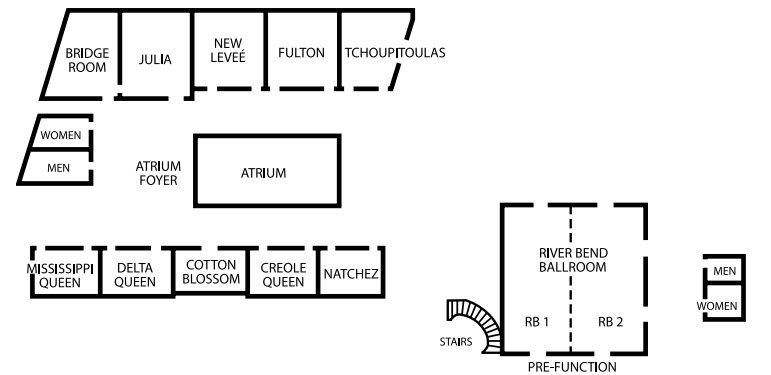 BRIDGE
ROOM
JULIA
NEW
LEVEÉ
FULTON
TCHOUPITOULAS
WOMEN
MEN
ATRIUM
FOYER
ATRIUM
MISSISSIPPI
QUEEN
DELTA
QUEEN
COTTON
BLOSSOM
CREOLE
QUEEN
NATCHEZ
RIVER BEND
BALLROOM
RB 1
RB 2
STAIRS
PRE-FUNCTION
MEN
WOMEN